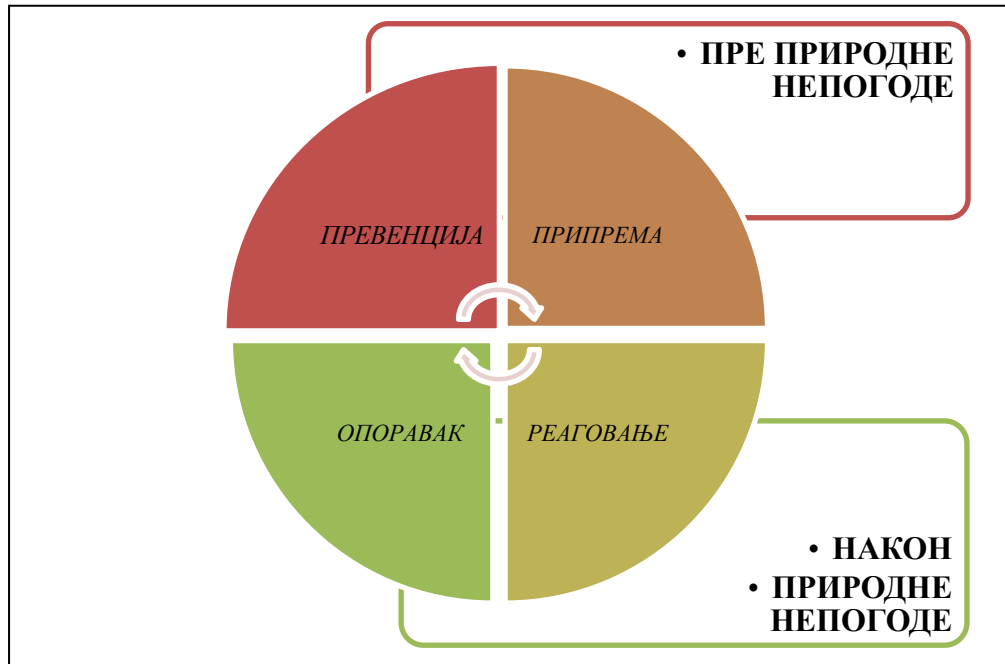 • ПРЕ ПРИРОДНЕ
НЕПОГОДЕ
ПРЕВЕНЦИЈА
ПРИПРЕМА
ОПОРАВАК
РЕАГОВАЊЕ
• НАКОН
• ПРИРОДНЕ
НЕПОГОДЕ